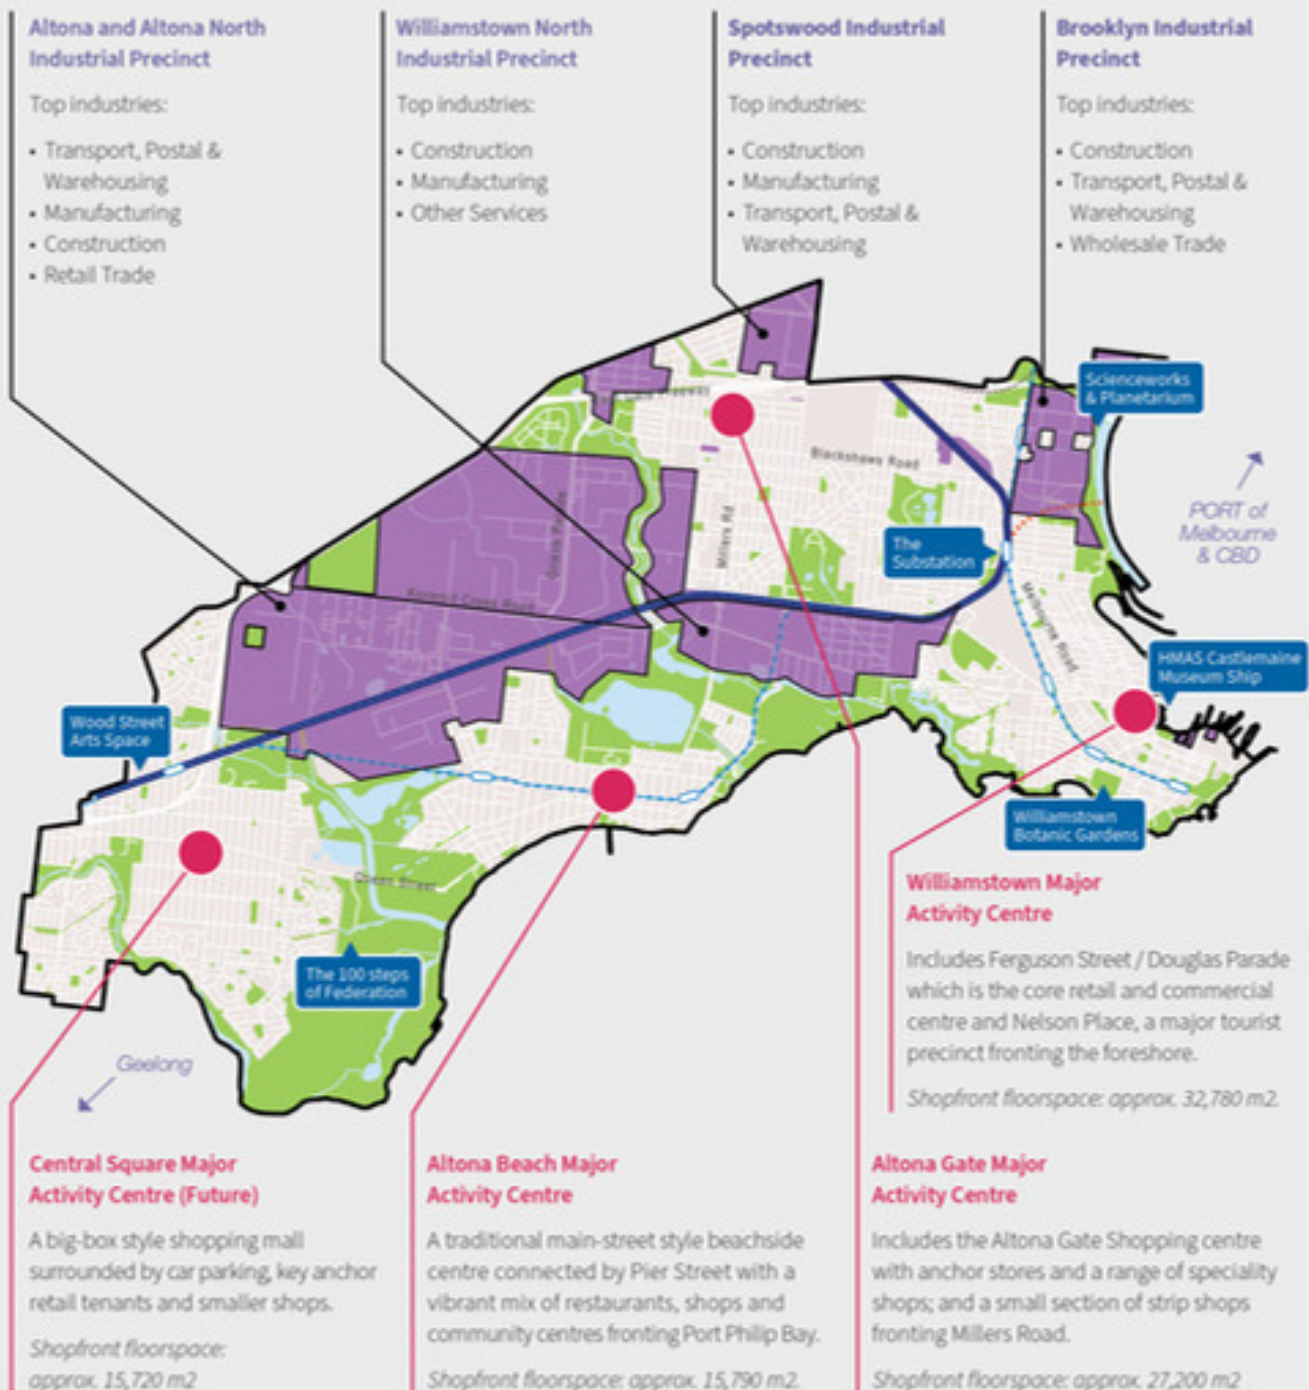 Altona and Altona North
Industrial Precinct
Top industries:
• Transport, Postal &
Warehousing
• Manufacturing
• Construction
• Retail Trade
Williamstown North
Industrial Precinct
Top industries:
• Construction
• Manufacturing
• Other Services
Spotswood Industrial
Precinct
Top industries:
• Construction
• Manufacturing
• Transport, Postal &
Warehousing
Brooklyn Industrial
Precinct
Top industries:
• Construction
• Transport, Postal &
Warehousing
• Wholesale Trade
Scienceworks
& Planetarium
Freeway
Blackshaws Road
Millers Rd
PORT of
Melbourne
& CBD
The
Substation
Kororoit Creek Road
Melbourne Road
HMAS Castlemaine
Museum Ship
Wood Street
Arts Space
Williamstown
Botanic Gardens
Queen Street
The 100 steps
of Federation
Geelong
Williamstown Major
Activity Centre
Includes Ferguson Street / Douglas Parade
which is the core retail and commercial
centre and Nelson Place, a major tourist
precinct fronting the foreshore.
Shopfront floorspace: approx. 32,780 m2.
Central Square Major
Activity Centre (Future)
A big-box style shopping mall
surrounded by car parking, key anchor
retail tenants and smaller shops.
Shopfront floorspace:
approx. 15,720 m2
Altona Beach Major
Activity Centre
A traditional main-street style beachside
centre connected by Pier Street with a
vibrant mix of restaurants, shops and
community centres fronting Port Philip Bay.
Shopfront floorspace: approx. 15,790 m2.
Altona Gate Major
Activity Centre
Includes the Altona Gate Shopping centre
with anchor stores and a range of speciality
shops; and a small section of strip shops
fronting Millers Road.
Shopfront floorspace: approx. 27,200 m2